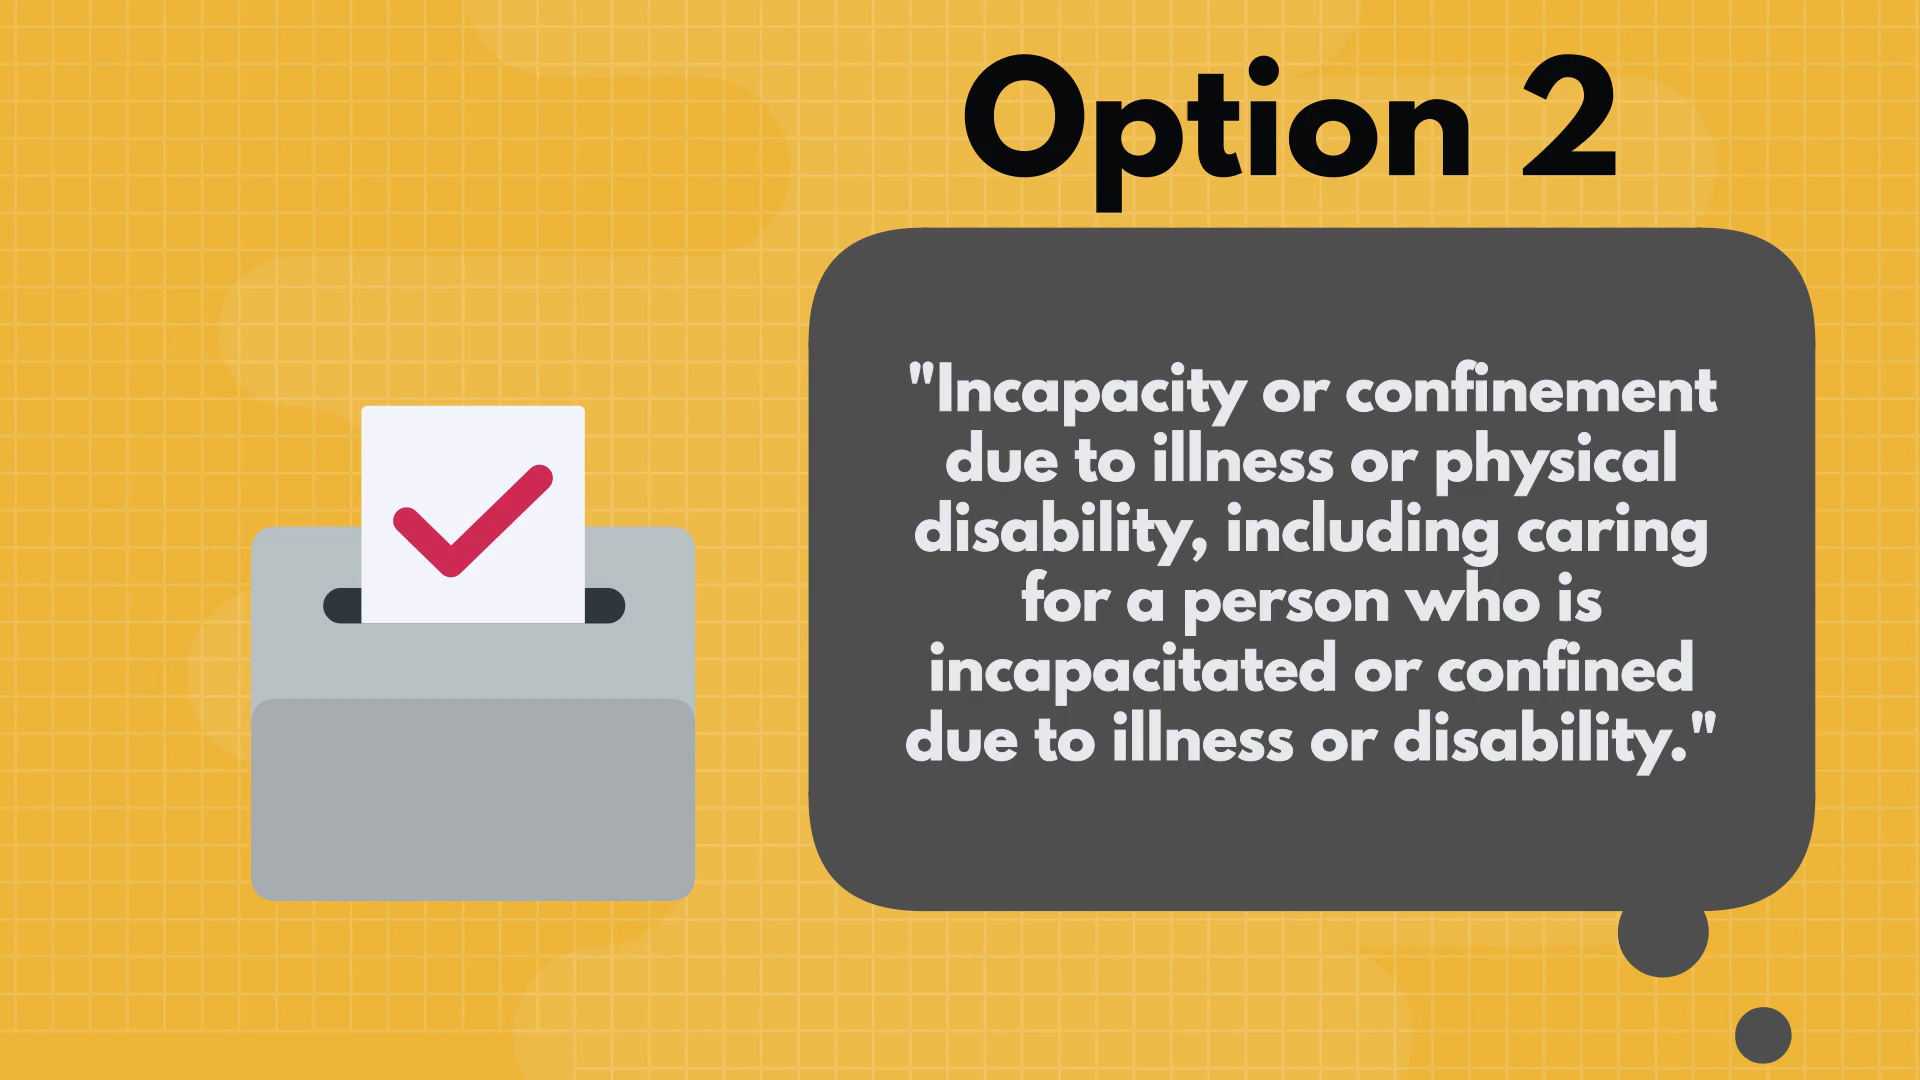 Option 2
"Incapacity or confinement
due to illness or physical
disability, including caring
for a person who is
incapacitated or confined
due to illness or disability."